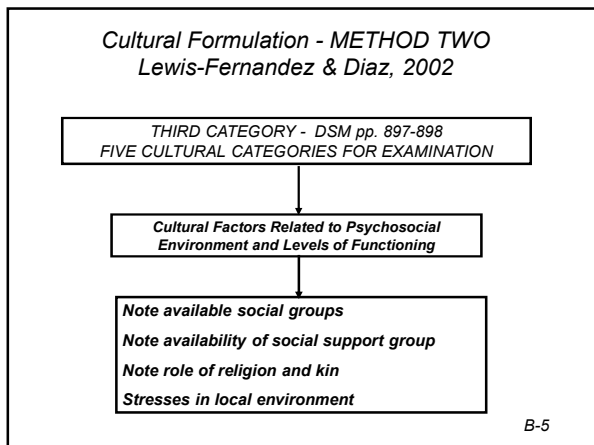 Cultural Formulation - METHOD TWO
Lewis-Fernandez & Diaz, 2002
THIRD CATEGORY - DSM pp. 897-898
FIVE CULTURAL CATEGORIES FOR EXAMINATION
Cultural Factors Related to Psychosocial
Environment and Levels of Functioning
Note available social groups
Note availability of social support group
Note role of religion and kin
Stresses in local environment
B-5